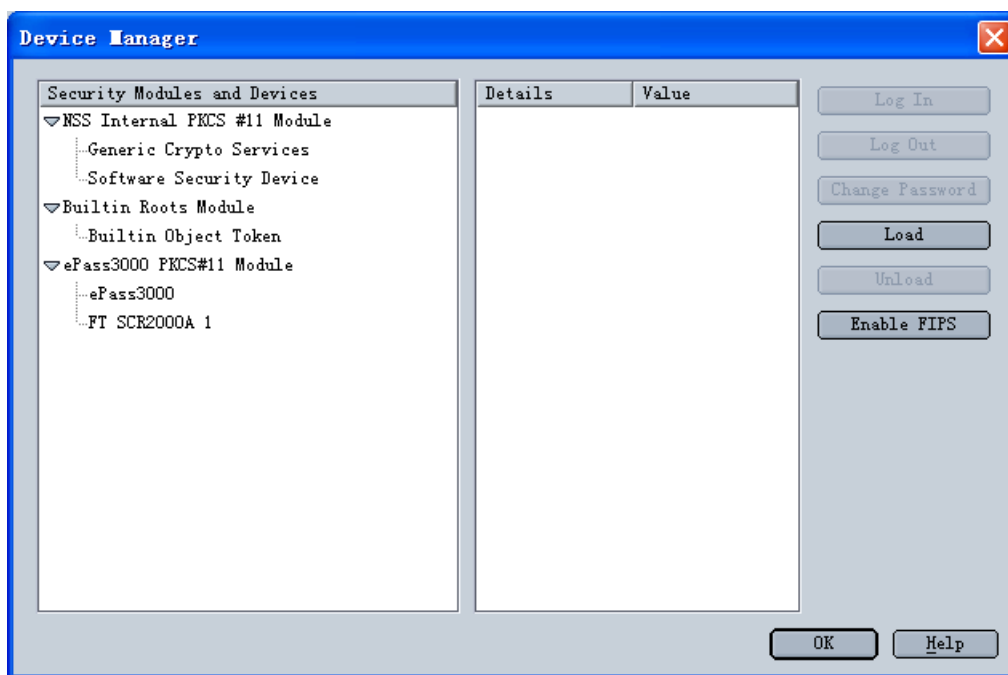 Device Manager
Security Modules and Devices
NSS Internal PKCS #11 Module
Generic Crypto Services
Software Security Device
Builtin Roots Module
Builtin Object Token
ePass3000 PKCS#11 Module
ePass3000
FT SCR2000A 1
Details Value
Log In
Log Out
Change Password
Load
Unload
Enable FIPS
OK Help